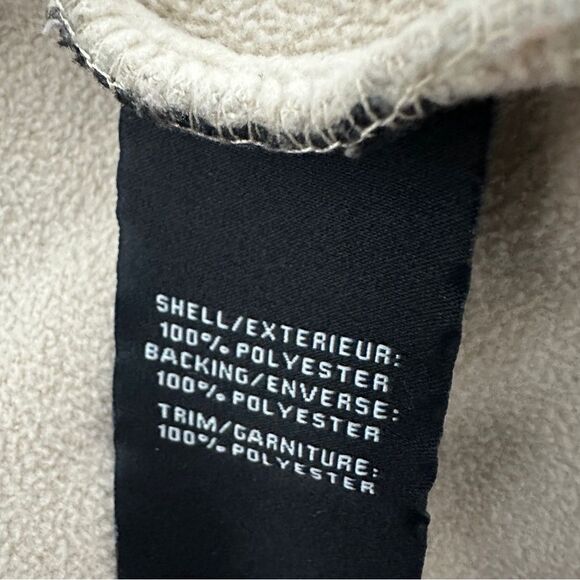 SHELL/EXTERIEUR:
100% POLYESTER
BACKING/ENVERSE:
100% POLYESTER
TRIM/GARNITURE:
100% POLYESTER